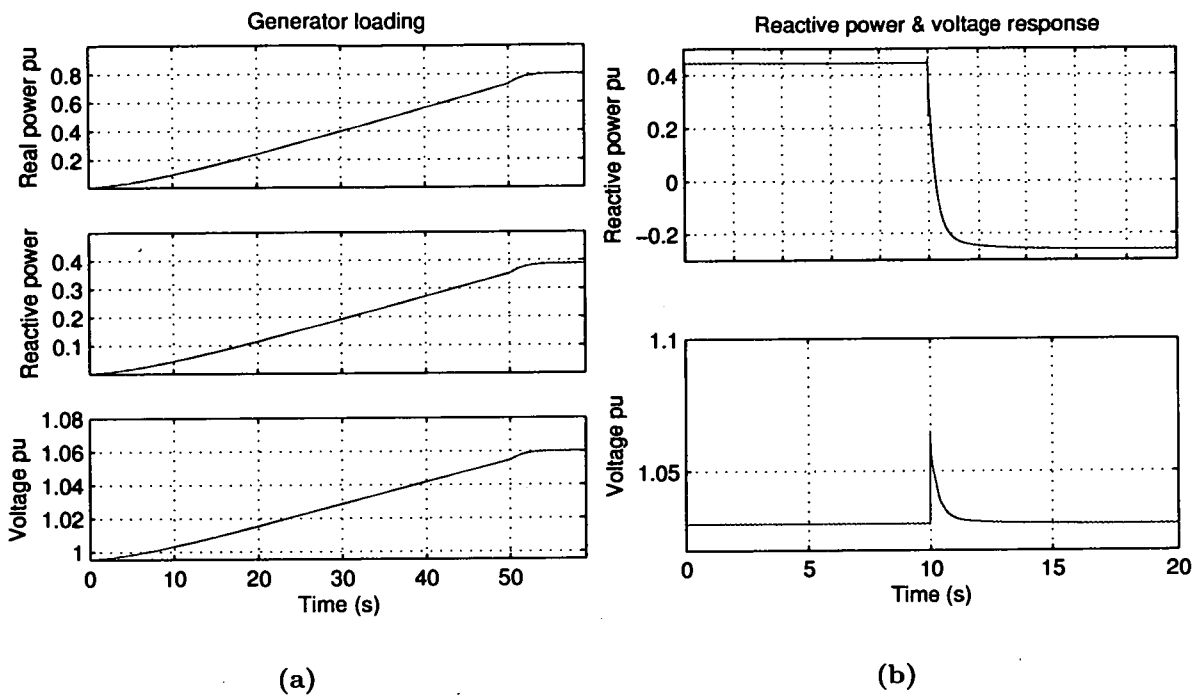 Generator loading
Real power pu
0.8
0.6
0.4
0.2
Reactive power
0.4
0.3
0.2
0.1
Voltage pu
1.08
1.06
1.04
1.02
1
0 10 20 30 40 50
Time (s)
(a)
Reactive power & voltage response
Reactive power pu
0.4
0.2
0
−0.2
Voltage pu
1.1
1.05
0 5 10 15 20
Time (s)
(b)